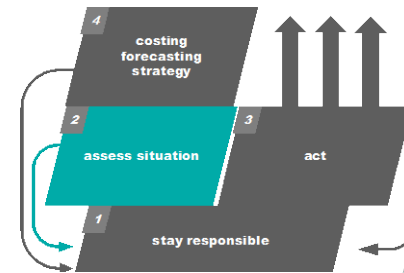 4
costing
forecasting
strategy
2
assess situation
3
act
1
stay responsible